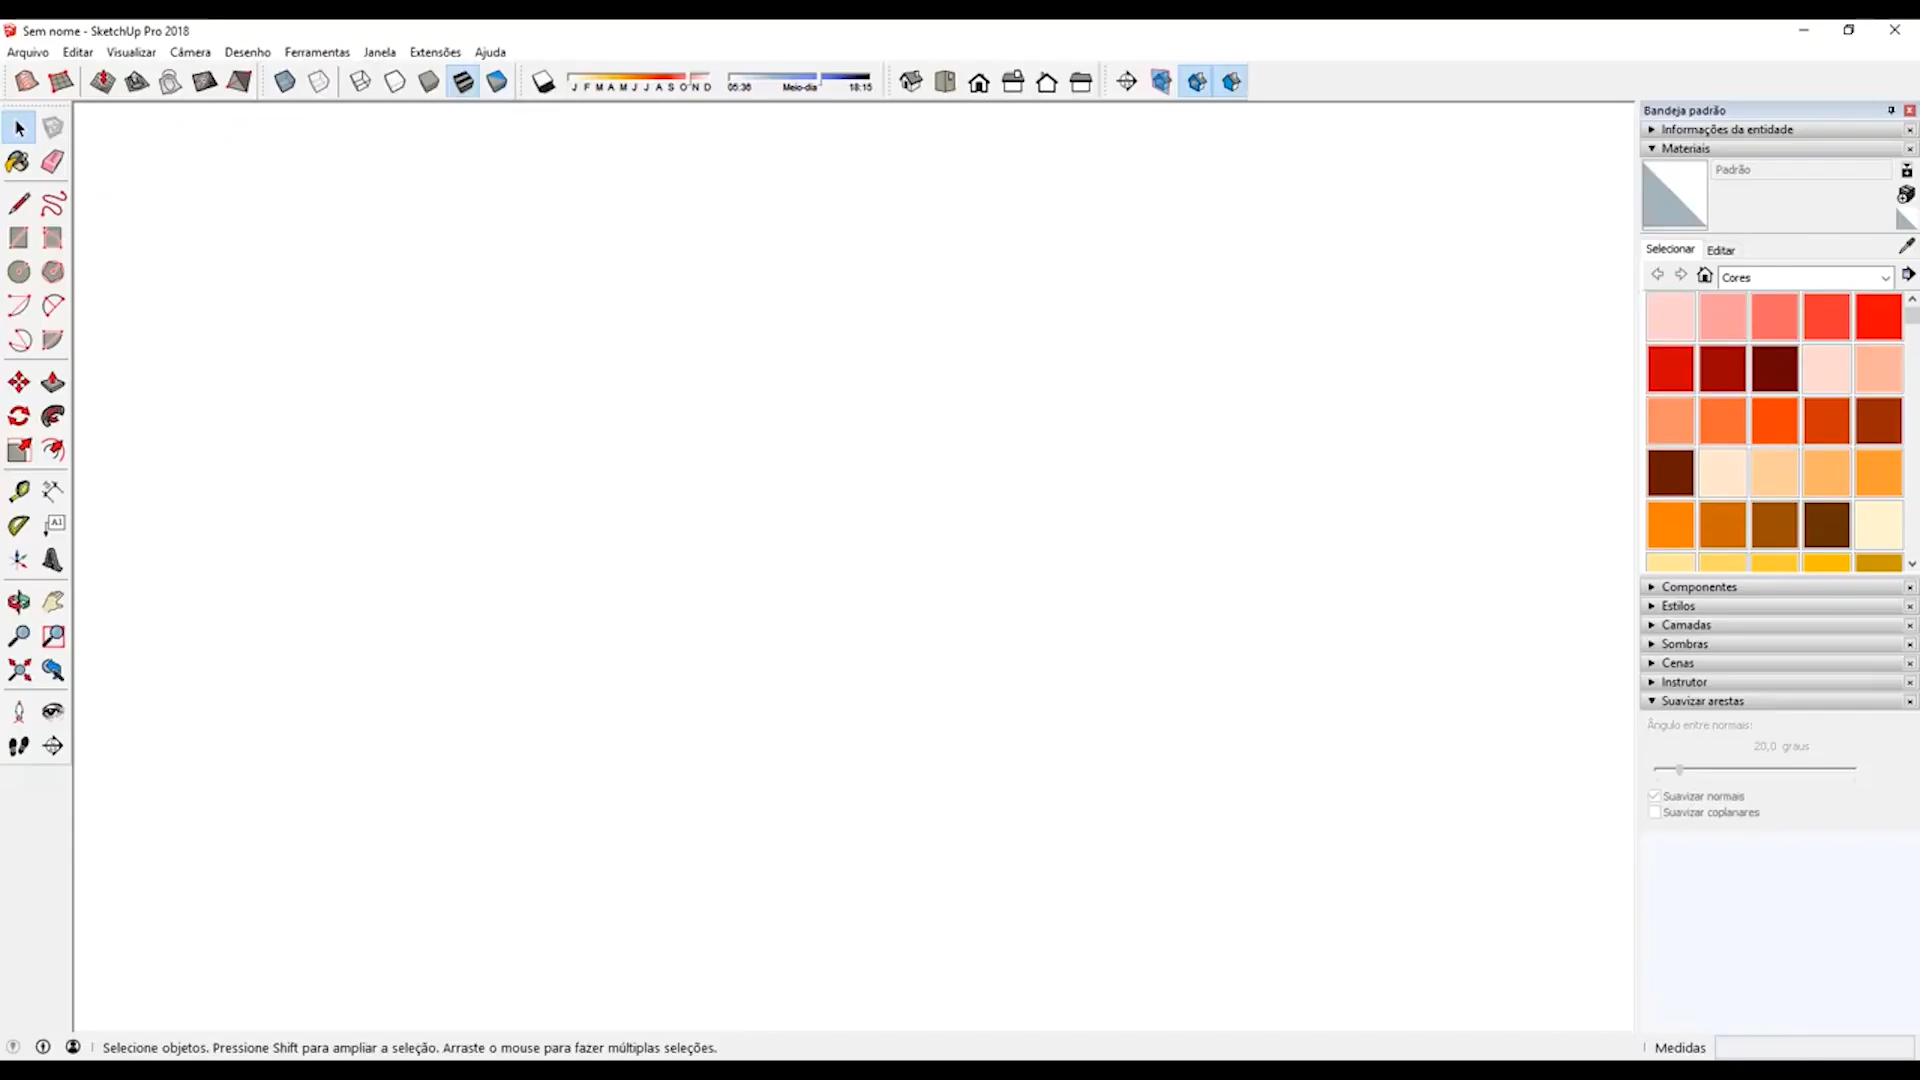 Sem nome - SketchUp Pro 2018
Arquivo Editar Visualizar Câmera Desenho Ferramentas Janela Extensões Ajuda
J F M A M J J A S O N D 05:36 Meio-dia 18:15
Bandeja padrão
Informações da entidade
Materiais
Padrão
Selecionar Editar
Cores
A1
Componentes
Estilos
Camadas
Sombras
Cenas
Instrutor
Suavizar arestas
Ângulo entre normais:
20,0 graus
Suavizar normais
Suavizar coplanares
Selecione objetos. Pressione Shift para ampliar a seleção. Arraste o mouse para fazer múltiplas seleções.
Medidas